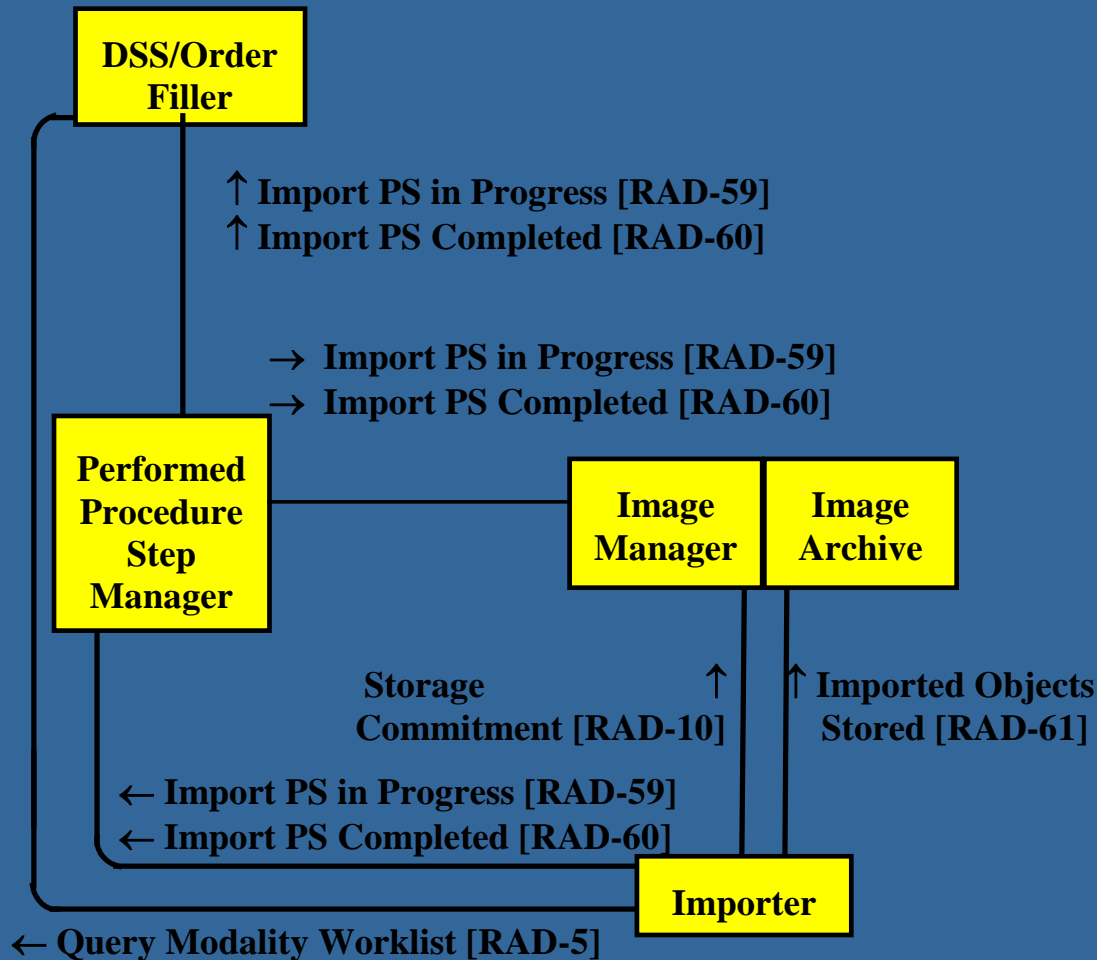 DSS/Order
Filler
↑ Import PS in Progress [RAD-59]
↑ Import PS Completed [RAD-60]
→ Import PS in Progress [RAD-59]
→ Import PS Completed [RAD-60]
Performed
Procedure
Step
Manager
Image
Manager
Image
Archive
Storage ↑
Commitment [RAD-10]
↑ Imported Objects
Stored [RAD-61]
← Import PS in Progress [RAD-59]
← Import PS Completed [RAD-60]
Importer
← Query Modality Worklist [RAD-5]